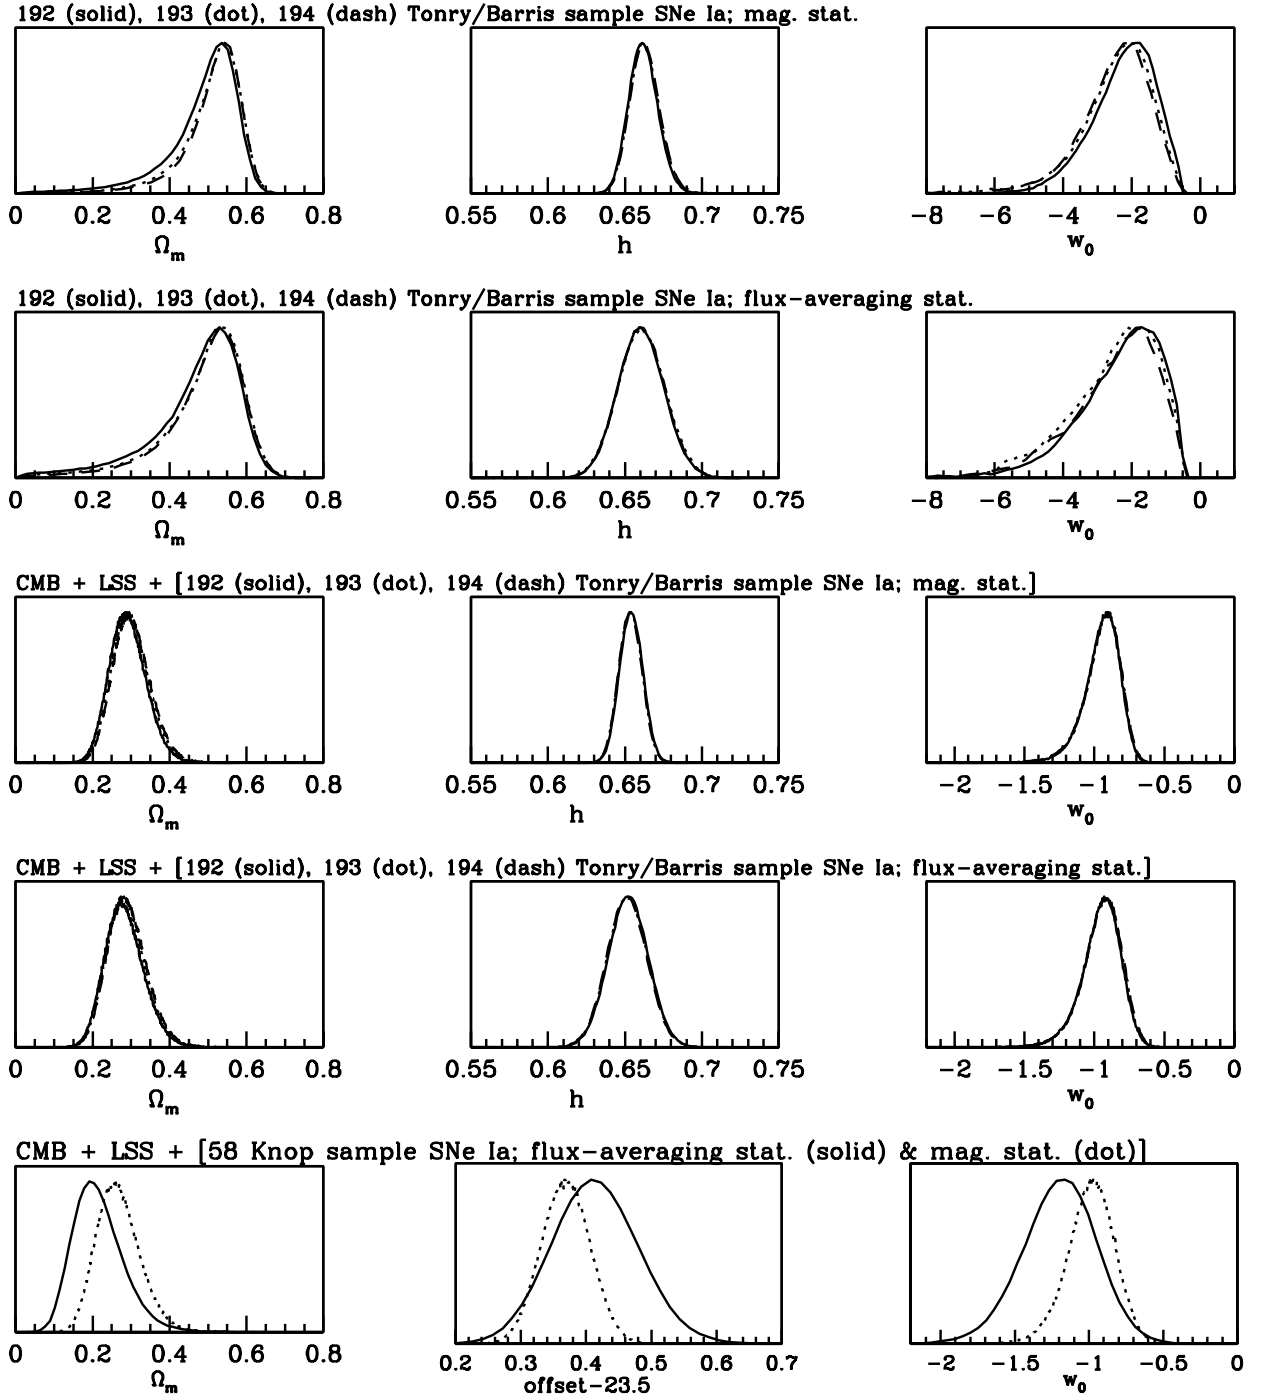 192 (solid), 193 (dot), 194 (dash) Tonry/Barris sample SNe Ia; mag. stat.
0 0.2 0.4 0.6 0.8 0.55 0.6 0.65 0.7 0.75 −8 −6 −4 −2 0
Ωm h w0
192 (solid), 193 (dot), 194 (dash) Tonry/Barris sample SNe Ia; flux−averaging stat.
0 0.2 0.4 0.6 0.8 0.55 0.6 0.65 0.7 0.75 −8 −6 −4 −2 0
Ωm h w0
CMB + LSS + [192 (solid), 193 (dot), 194 (dash) Tonry/Barris sample SNe Ia; mag. stat.]
0 0.2 0.4 0.6 0.8 0.55 0.6 0.65 0.7 0.75 −2 −1.5 −1 −0.5 0
Ωm h w0
CMB + LSS + [192 (solid), 193 (dot), 194 (dash) Tonry/Barris sample SNe Ia; flux−averaging stat.]
0 0.2 0.4 0.6 0.8 0.55 0.6 0.65 0.7 0.75 −2 −1.5 −1 −0.5 0
Ωm h w0
CMB + LSS + [58 Knop sample SNe Ia; flux−averaging stat. (solid) & mag. stat. (dot)]
0 0.2 0.4 0.6 0.8 0.2 0.3 0.4 0.5 0.6 0.7 −2 −1.5 −1 −0.5 0
Ωm offset−23.5 w0